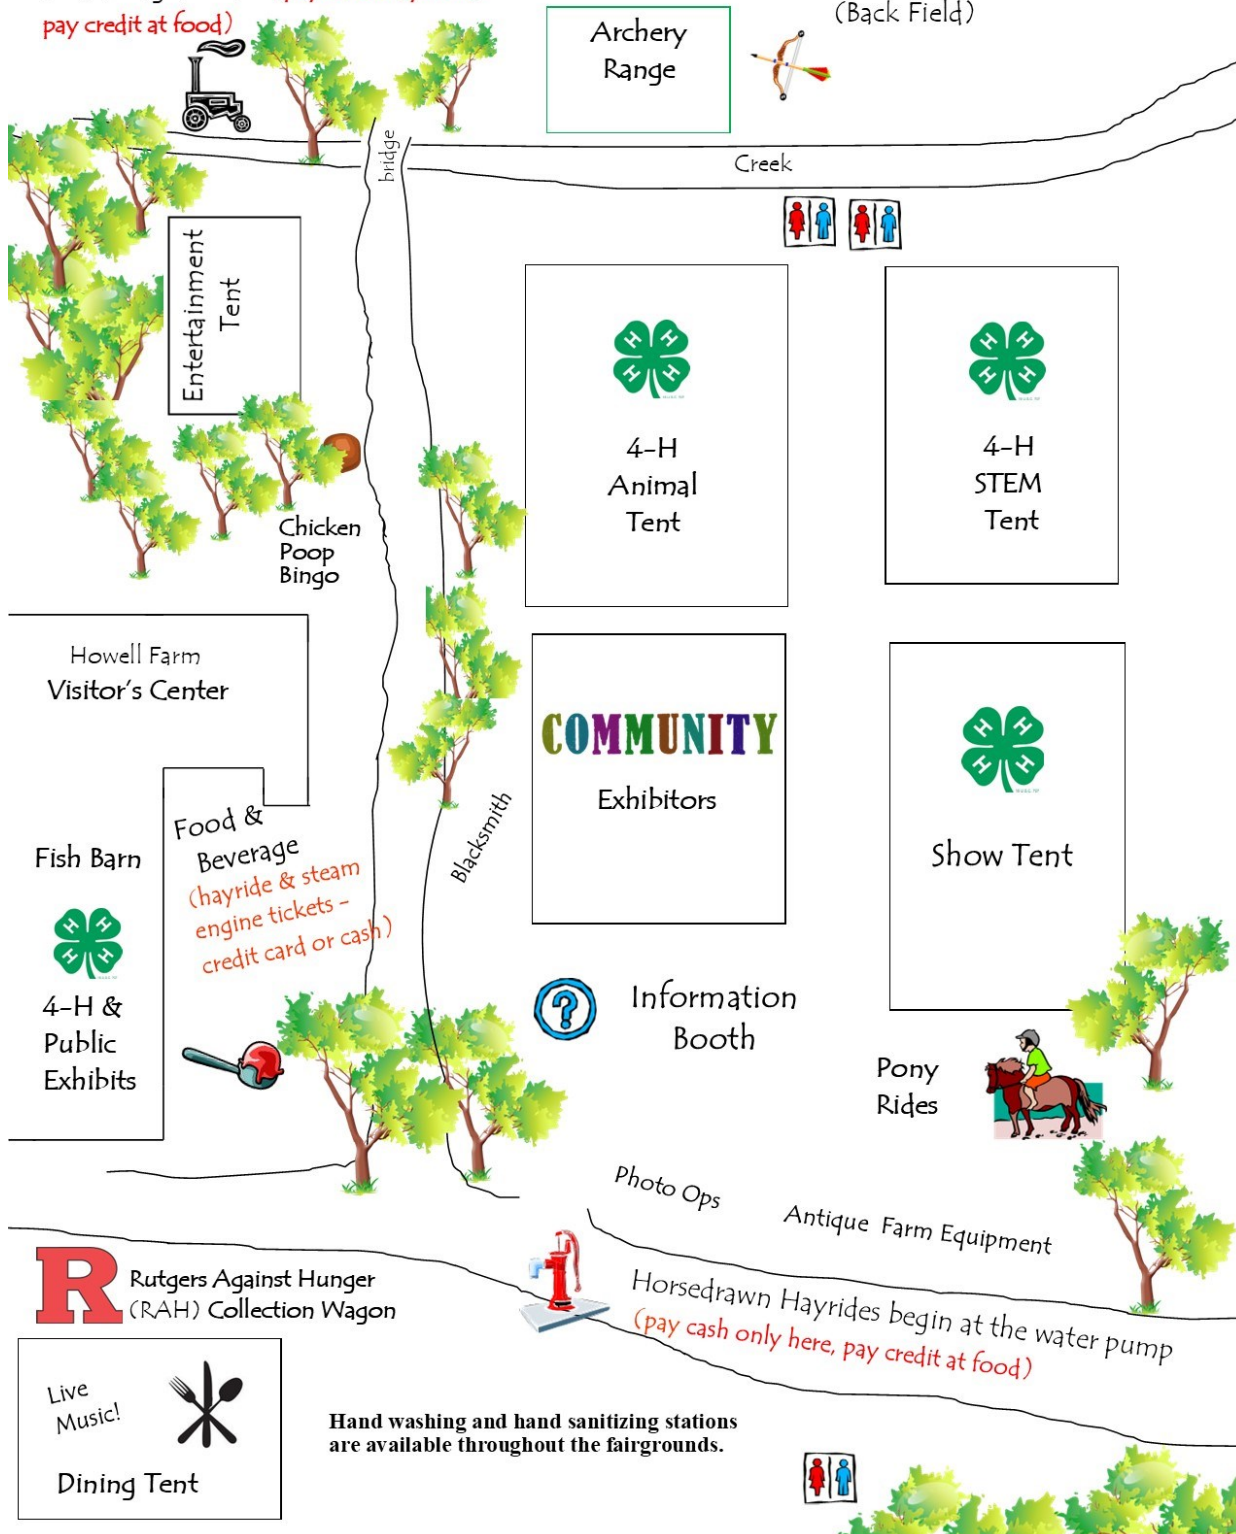 pay credit at food)
(Back Field)
Archery
Range
bridge
Creek
Entertainment
Tent
H H
H H
4-H
Animal
Tent
H H
H H
4-H
STEM
Tent
Chicken
Poop
Bingo
Howell Farm
Visitor's Center
COMMUNITY
Exhibitors
H H
H H
Show Tent
Blacksmith
Food &
Beverage
(hayride & steam
engine tickets -
credit card or cash)
Fish Barn
H H
H H
4-H &
Public
Exhibits
?
Information
Booth
Pony
Rides
Photo Ops
Antique Farm Equipment
R
Rutgers Against Hunger
(RAH) Collection Wagon
Horsedrawn Hayrides begin at the water pump
(pay cash only here, pay credit at food)
Live
Music!
Dining Tent
Hand washing and hand sanitizing stations
are available throughout the fairgrounds.